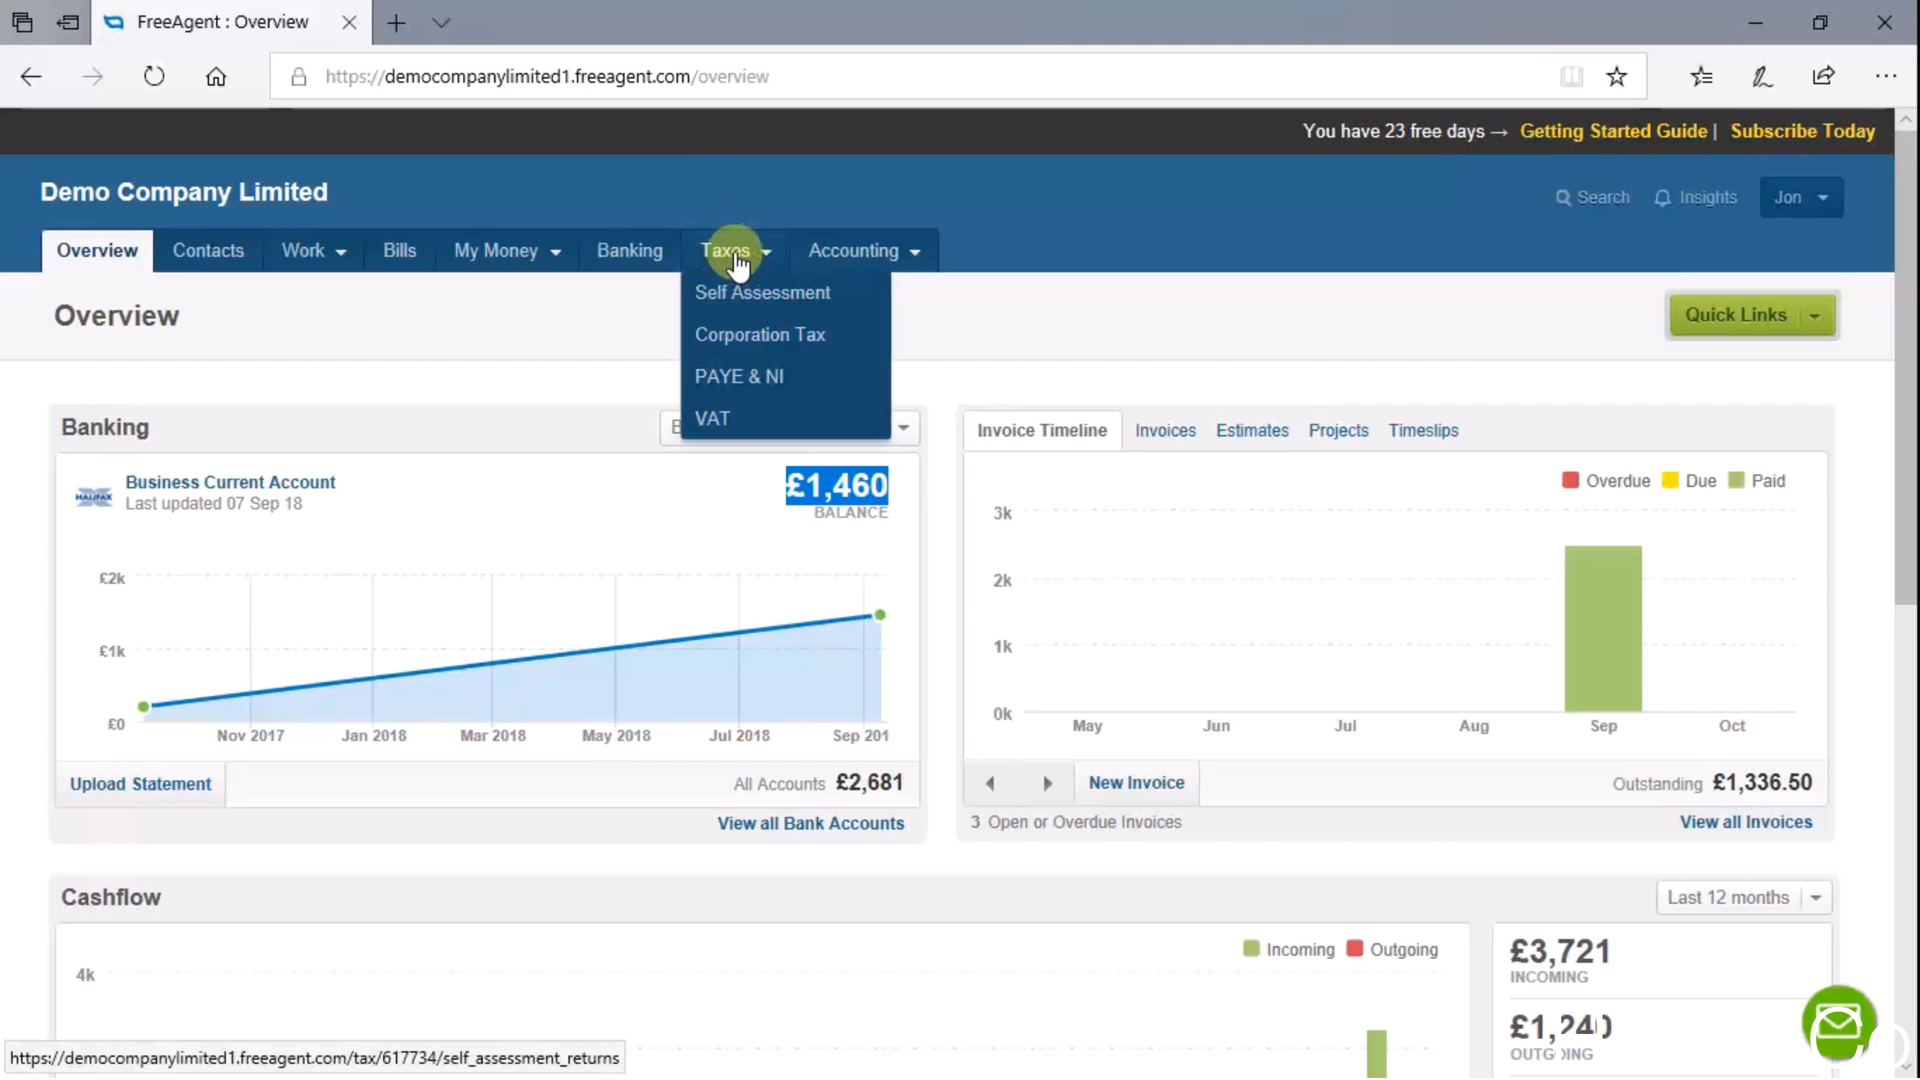 FreeAgent : Overview
https://democompanylimited1.freeagent.com/overview
You have 23 free days → Getting Started Guide | Subscribe Today
Demo Company Limited
Search Insights Jon
Overview Contacts Work Bills My Money Banking Taxes Accounting
Self Assessment
Corporation Tax
PAYE & NI
VAT
Overview
Quick Links
Banking
Business Current Account
Last updated 07 Sep 18
HALIFAX
£1,460
BALANCE
£2k
£1k
£0
Nov 2017 Jan 2018 Mar 2018 May 2018 Jul 2018 Sep 201
Upload Statement
All Accounts £2,681
View all Bank Accounts
Invoice Timeline Invoices Estimates Projects Timeslips
Overdue Due Paid
3k
2k
1k
0k
May Jun Jul Aug Sep Oct
New Invoice
Outstanding £1,336.50
3 Open or Overdue Invoices
View all Invoices
Cashflow
Last 12 months
Incoming Outgoing
4k
£3,721
INCOMING
£1,240
OUTGOING
https://democompanylimited1.freeagent.com/tax/617734/self_assessment_returns